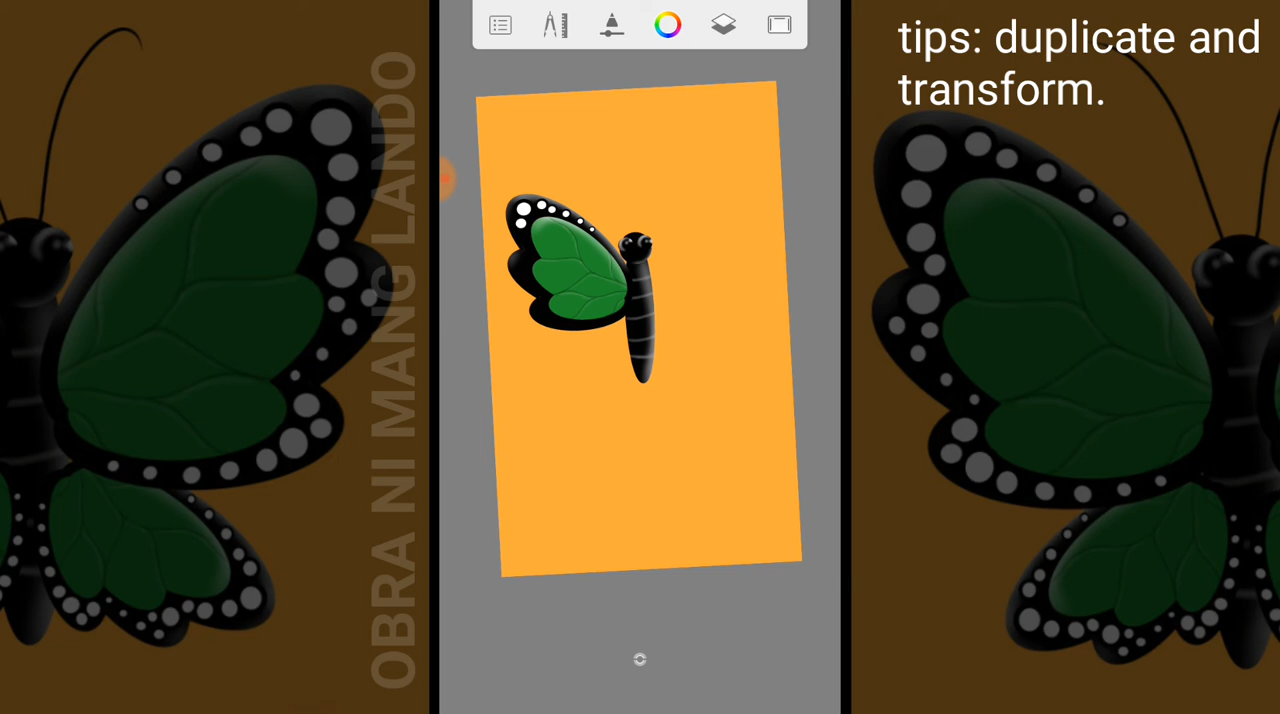 OBRA NI MANG LANDO
tips: duplicate and
transform.